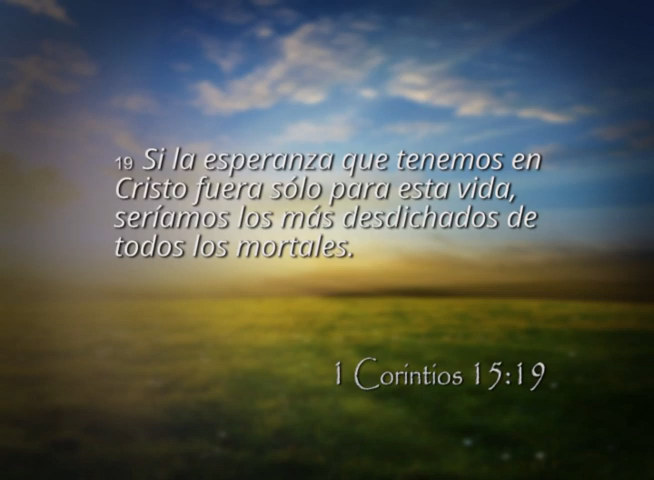 19 Si la esperanza que tenemos en
Cristo fuera sólo para esta vida,
seríamos los más desdichados de
todos los mortales.
1 Corintios 15:19